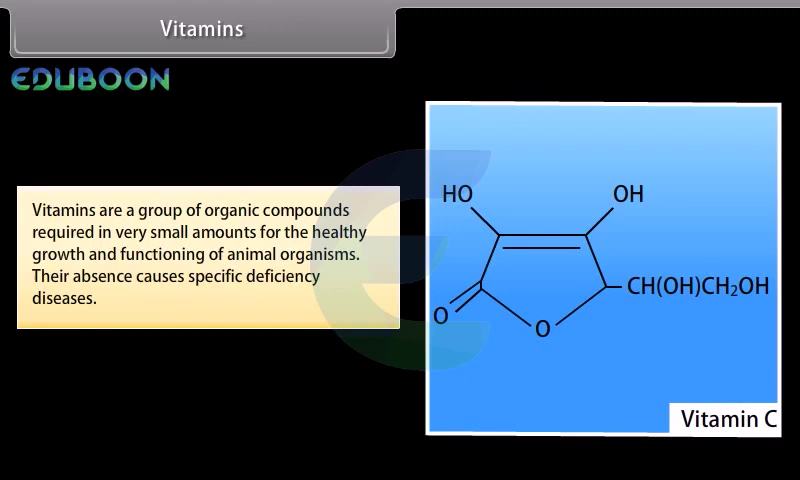 Vitamins
EDUBOON
Vitamins are a group of organic compounds
required in very small amounts for the healthy
growth and functioning of animal organisms.
Their absence causes specific deficiency
diseases.
HO
OH
CH(OH)CH₂OH
O
O
Vitamin C